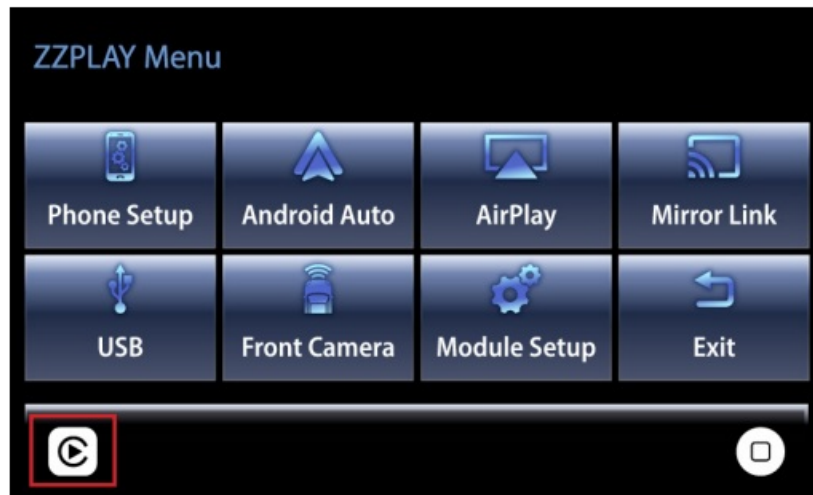 ZZPLAY Menu
Phone Setup
Android Auto
AirPlay
Mirror Link
USB
Front Camera
Module Setup
Exit